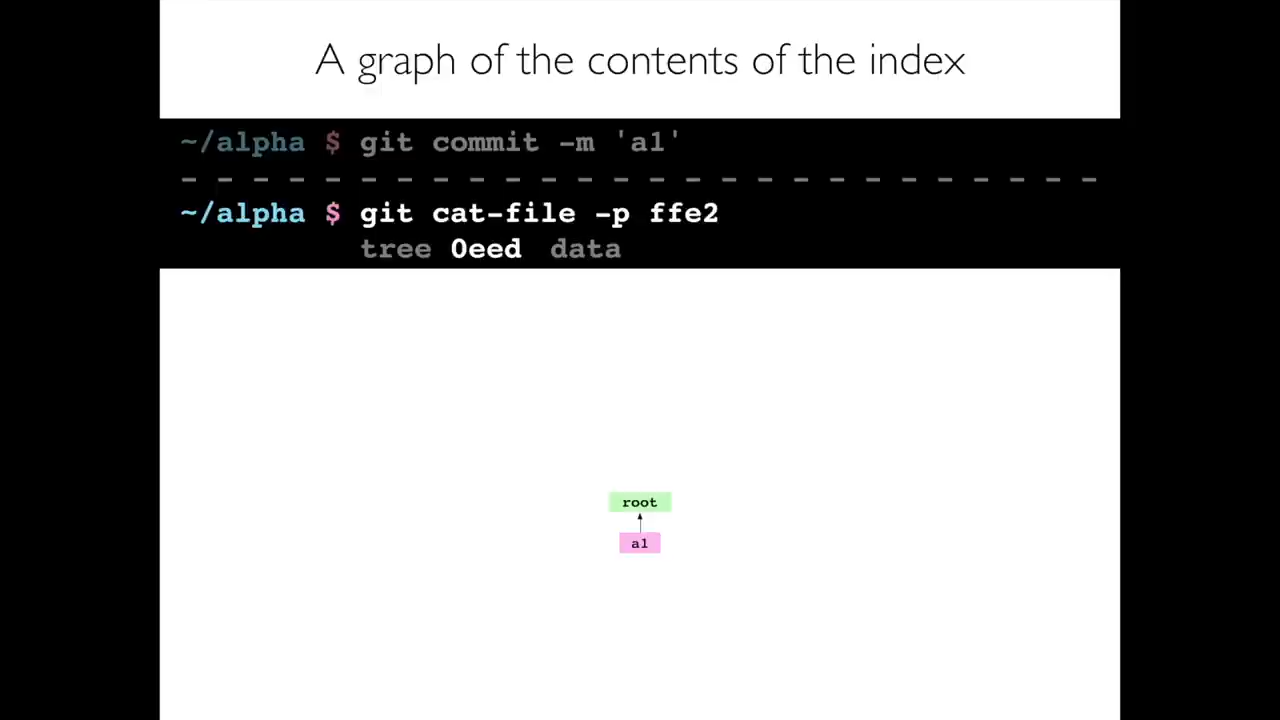 A graph of the contents of the index
~/alpha $ git commit -m 'a1'
- - - - - - - - - - - - - - - - - - - - - - - - - -
~/alpha $ git cat-file -p ffe2
tree 0eed data
root
a1